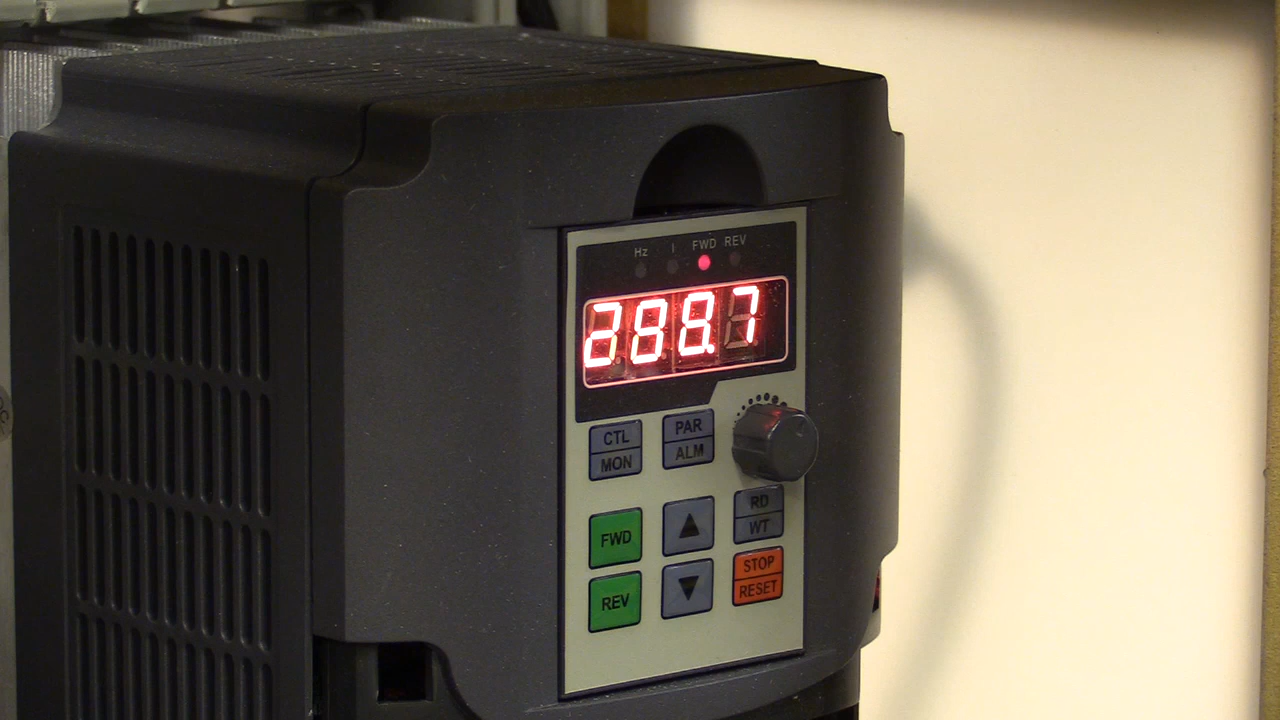 Hz I FWD REV
288.7
CTL
MON
PAR
ALM
RD
WT
FWD
▲
STOP
RESET
REV
▼